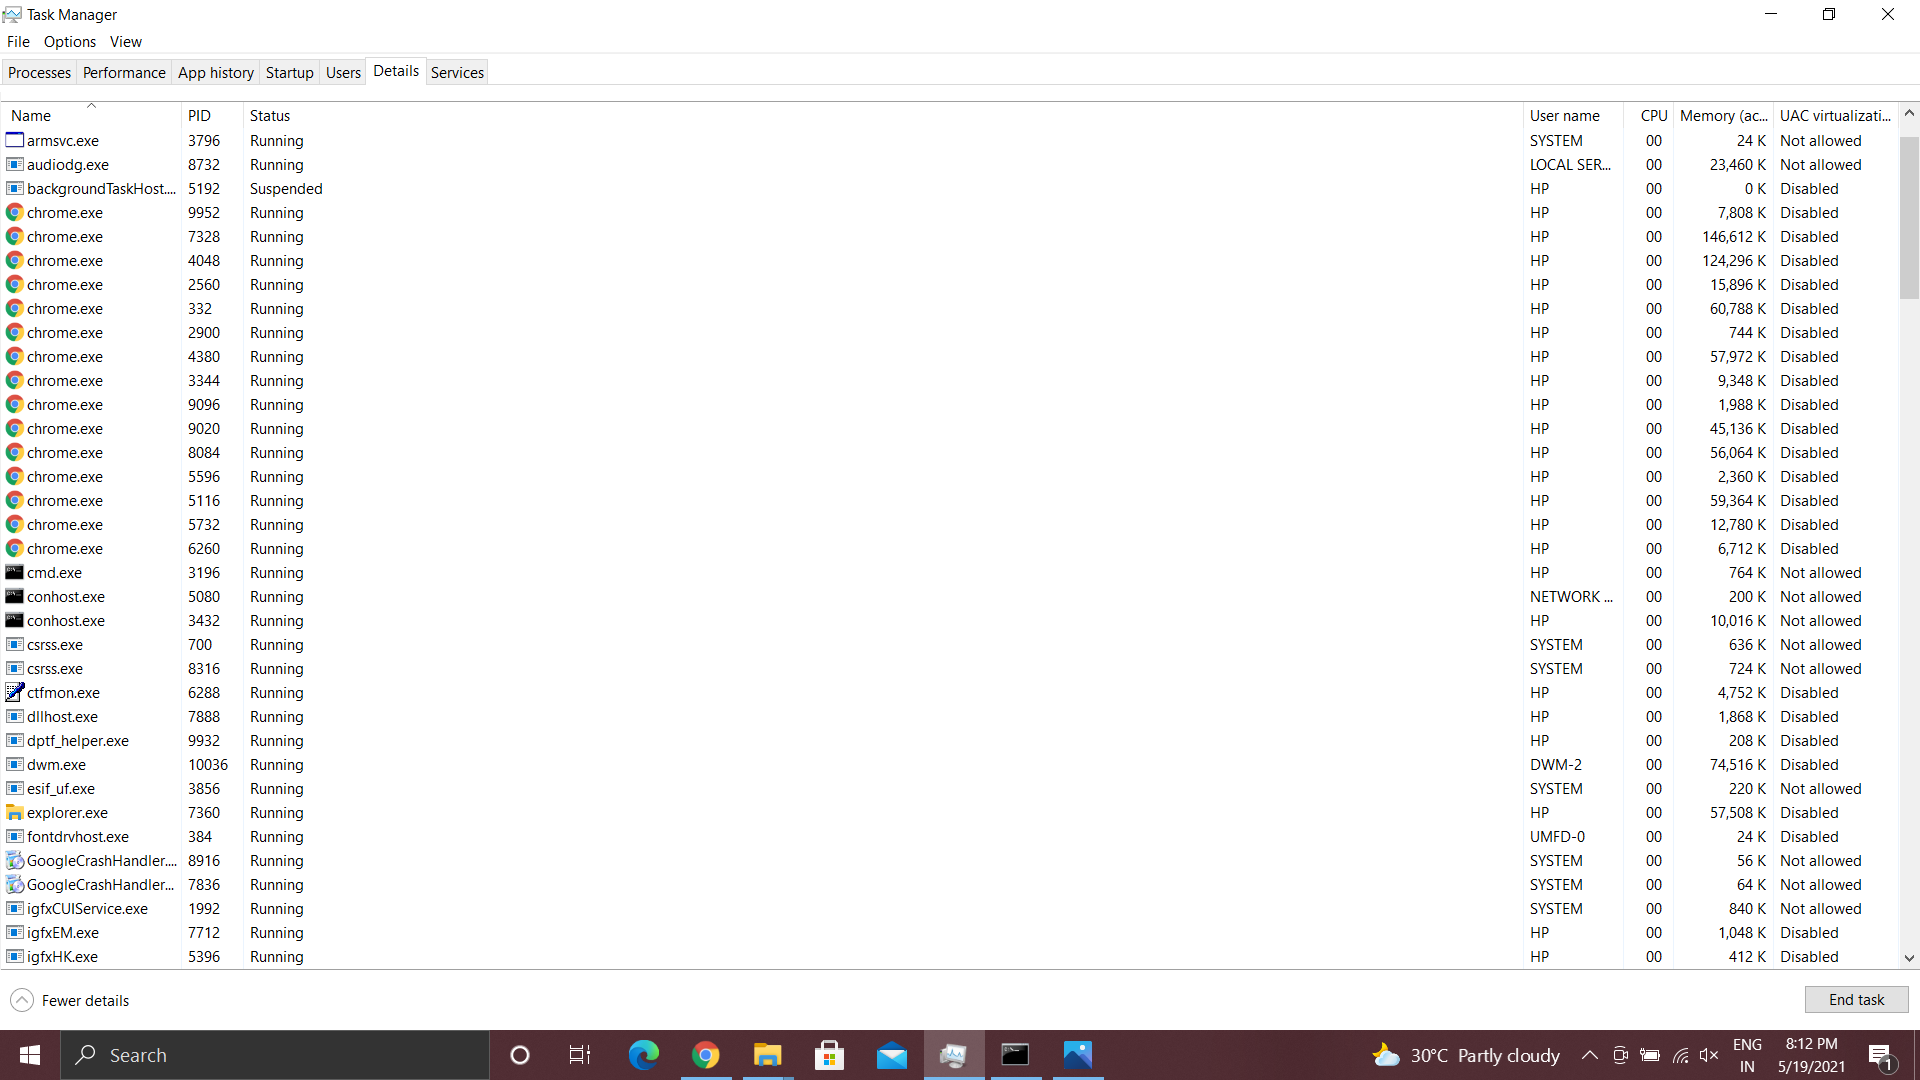 Task Manager
File Options View
Processes Performance App history Startup Users Details Services
Name PID Status User name CPU Memory (ac... UAC virtualizati...
armsvc.exe 3796 Running SYSTEM 00 24 K Not allowed
audiodg.exe 8732 Running LOCAL SER... 00 23,460 K Not allowed
backgroundTaskHost.... 5192 Suspended HP 00 0 K Disabled
chrome.exe 9952 Running HP 00 7,808 K Disabled
chrome.exe 7328 Running HP 00 146,612 K Disabled
chrome.exe 4048 Running HP 00 124,296 K Disabled
chrome.exe 2560 Running HP 00 15,896 K Disabled
chrome.exe 332 Running HP 00 60,788 K Disabled
chrome.exe 2900 Running HP 00 744 K Disabled
chrome.exe 4380 Running HP 00 57,972 K Disabled
chrome.exe 3344 Running HP 00 9,348 K Disabled
chrome.exe 9096 Running HP 00 1,988 K Disabled
chrome.exe 9020 Running HP 00 45,136 K Disabled
chrome.exe 8084 Running HP 00 56,064 K Disabled
chrome.exe 5596 Running HP 00 2,360 K Disabled
chrome.exe 5116 Running HP 00 59,364 K Disabled
chrome.exe 5732 Running HP 00 12,780 K Disabled
chrome.exe 6260 Running HP 00 6,712 K Disabled
cmd.exe 3196 Running HP 00 764 K Not allowed
conhost.exe 5080 Running NETWORK ... 00 200 K Not allowed
conhost.exe 3432 Running HP 00 10,016 K Not allowed
csrss.exe 700 Running SYSTEM 00 636 K Not allowed
csrss.exe 8316 Running SYSTEM 00 724 K Not allowed
ctfmon.exe 6288 Running HP 00 4,752 K Disabled
dllhost.exe 7888 Running HP 00 1,868 K Disabled
dptf_helper.exe 9932 Running HP 00 208 K Disabled
dwm.exe 10036 Running DWM-2 00 74,516 K Disabled
esif_uf.exe 3856 Running SYSTEM 00 220 K Not allowed
explorer.exe 7360 Running HP 00 57,508 K Disabled
fontdrvhost.exe 384 Running UMFD-0 00 24 K Disabled
GoogleCrashHandler.... 8916 Running SYSTEM 00 56 K Not allowed
GoogleCrashHandler... 7836 Running SYSTEM 00 64 K Not allowed
igfxCUIService.exe 1992 Running SYSTEM 00 840 K Not allowed
igfxEM.exe 7712 Running HP 00 1,048 K Disabled
igfxHK.exe 5396 Running HP 00 412 K Disabled
Fewer details End task
Search 30°C Partly cloudy ENG 8:12 PM
IN 5/19/2021 1